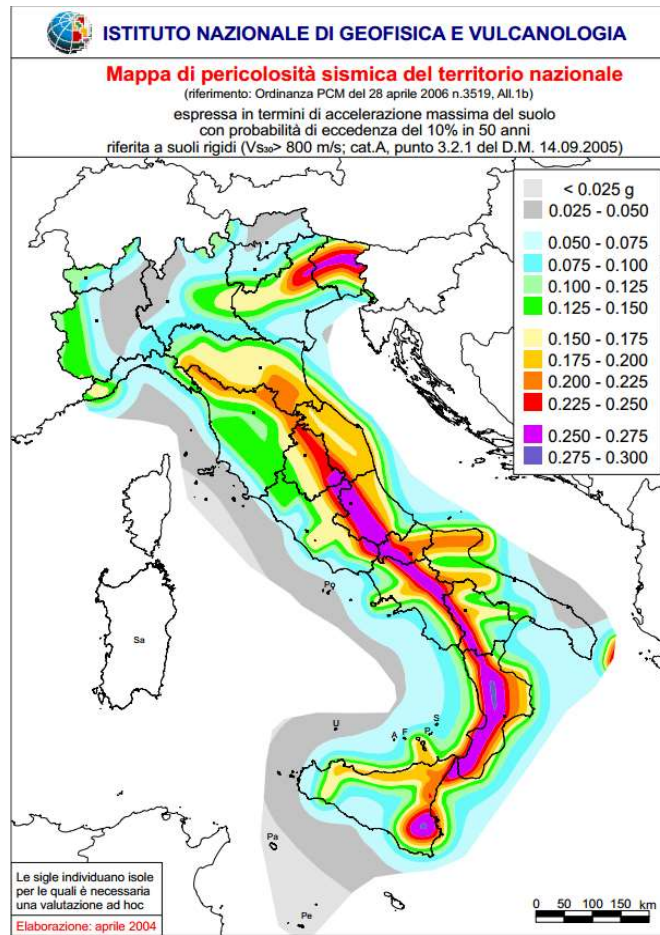 ISTITUTO NAZIONALE DI GEOFISICA E VULCANOLOGIA
Mappa di pericolosità sismica del territorio nazionale
(riferimento: Ordinanza PCM del 28 aprile 2006 n.3519, All.1b)
espressa in termini di accelerazione massima del suolo
con probabilità di eccedenza del 10% in 50 anni
riferita a suoli rigidi (Vs30> 800 m/s; cat.A, punto 3.2.1 del D.M. 14.09.2005)
< 0.025 g
0.025 - 0.050
0.050 - 0.075
0.075 - 0.100
0.100 - 0.125
0.125 - 0.150
0.150 - 0.175
0.175 - 0.200
0.200 - 0.225
0.225 - 0.250
0.250 - 0.275
0.275 - 0.300
Po
Sa
U
A
F
P
S
Pa
Pe
Le sigle individuano isole
per le quali è necessaria
una valutazione ad hoc
Elaborazione: aprile 2004
0 50 100 150 km